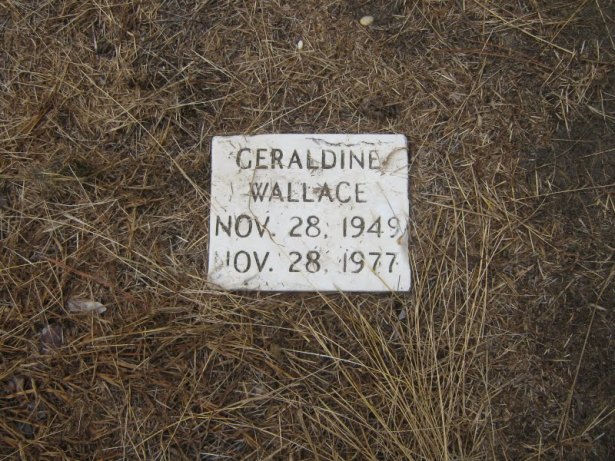 GERALDINE
WALLACE
NOV. 28, 1949
NOV. 28, 1977